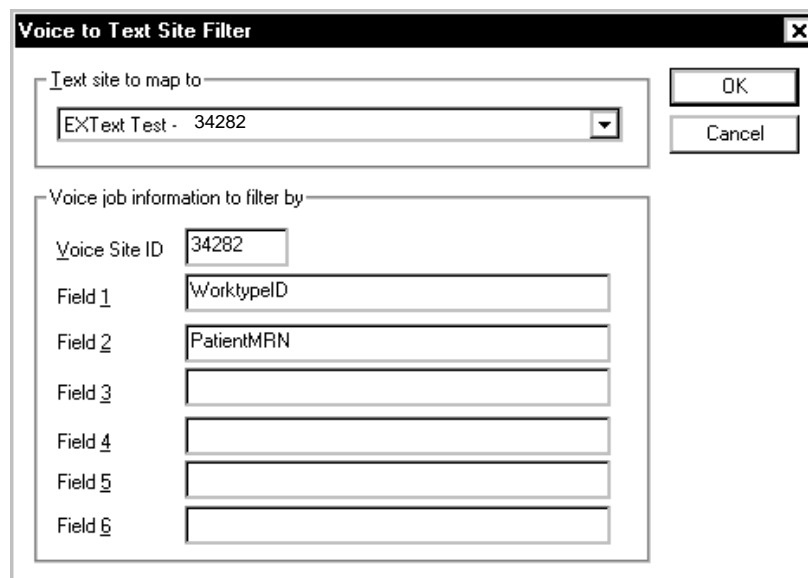 Voice to Text Site Filter
Text site to map to
OK
EXText Test - 34282
Cancel
Voice job information to filter by
Voice Site ID 34282
Field 1 WorktypeID
Field 2 PatientMRN
Field 3
Field 4
Field 5
Field 6